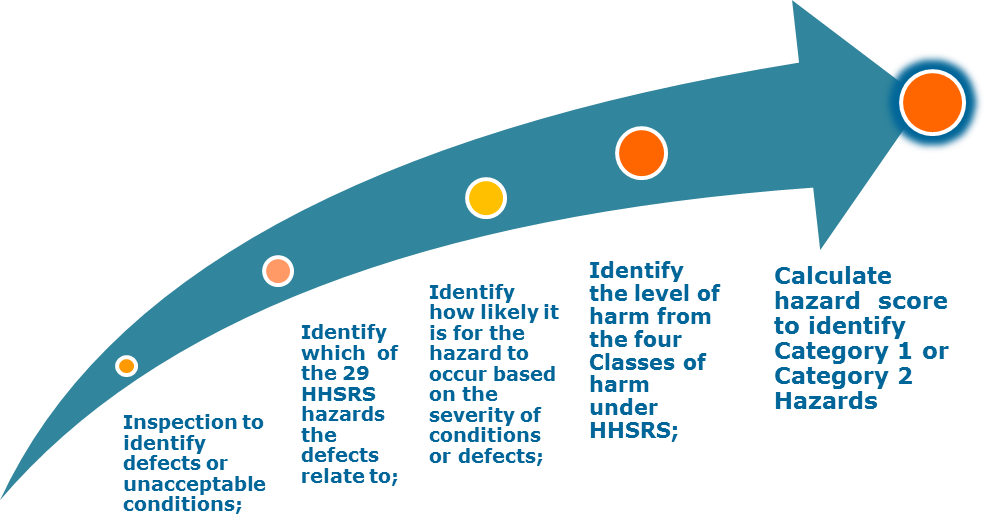 Inspection to
identify
defects or
unacceptable
conditions;
Identify
which of
the 29
HHSRS
hazards
the
defects
relate to;
Identify
how likely it
is for the
hazard to
occur based
on the
severity of
conditions
or defects;
Identify
the level of
harm from
the four
Classes of
harm
under
HHSRS;
Calculate
hazard score
to identify
Category 1 or
Category 2
Hazards